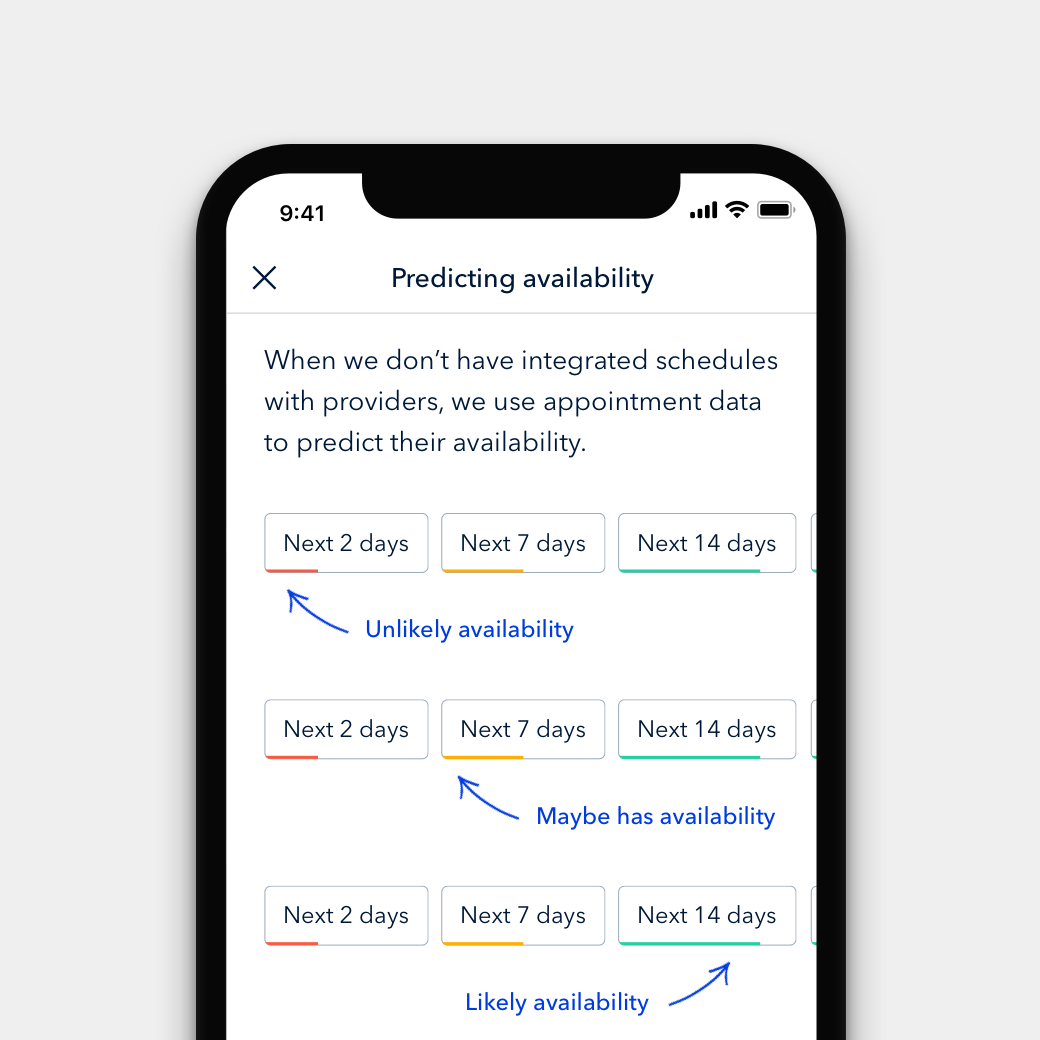 9:41
Predicting availability
When we don’t have integrated schedules
with providers, we use appointment data
to predict their availability.
Next 2 days Next 7 days Next 14 days
Unlikely availability
Next 2 days Next 7 days Next 14 days
Maybe has availability
Next 2 days Next 7 days Next 14 days
Likely availability